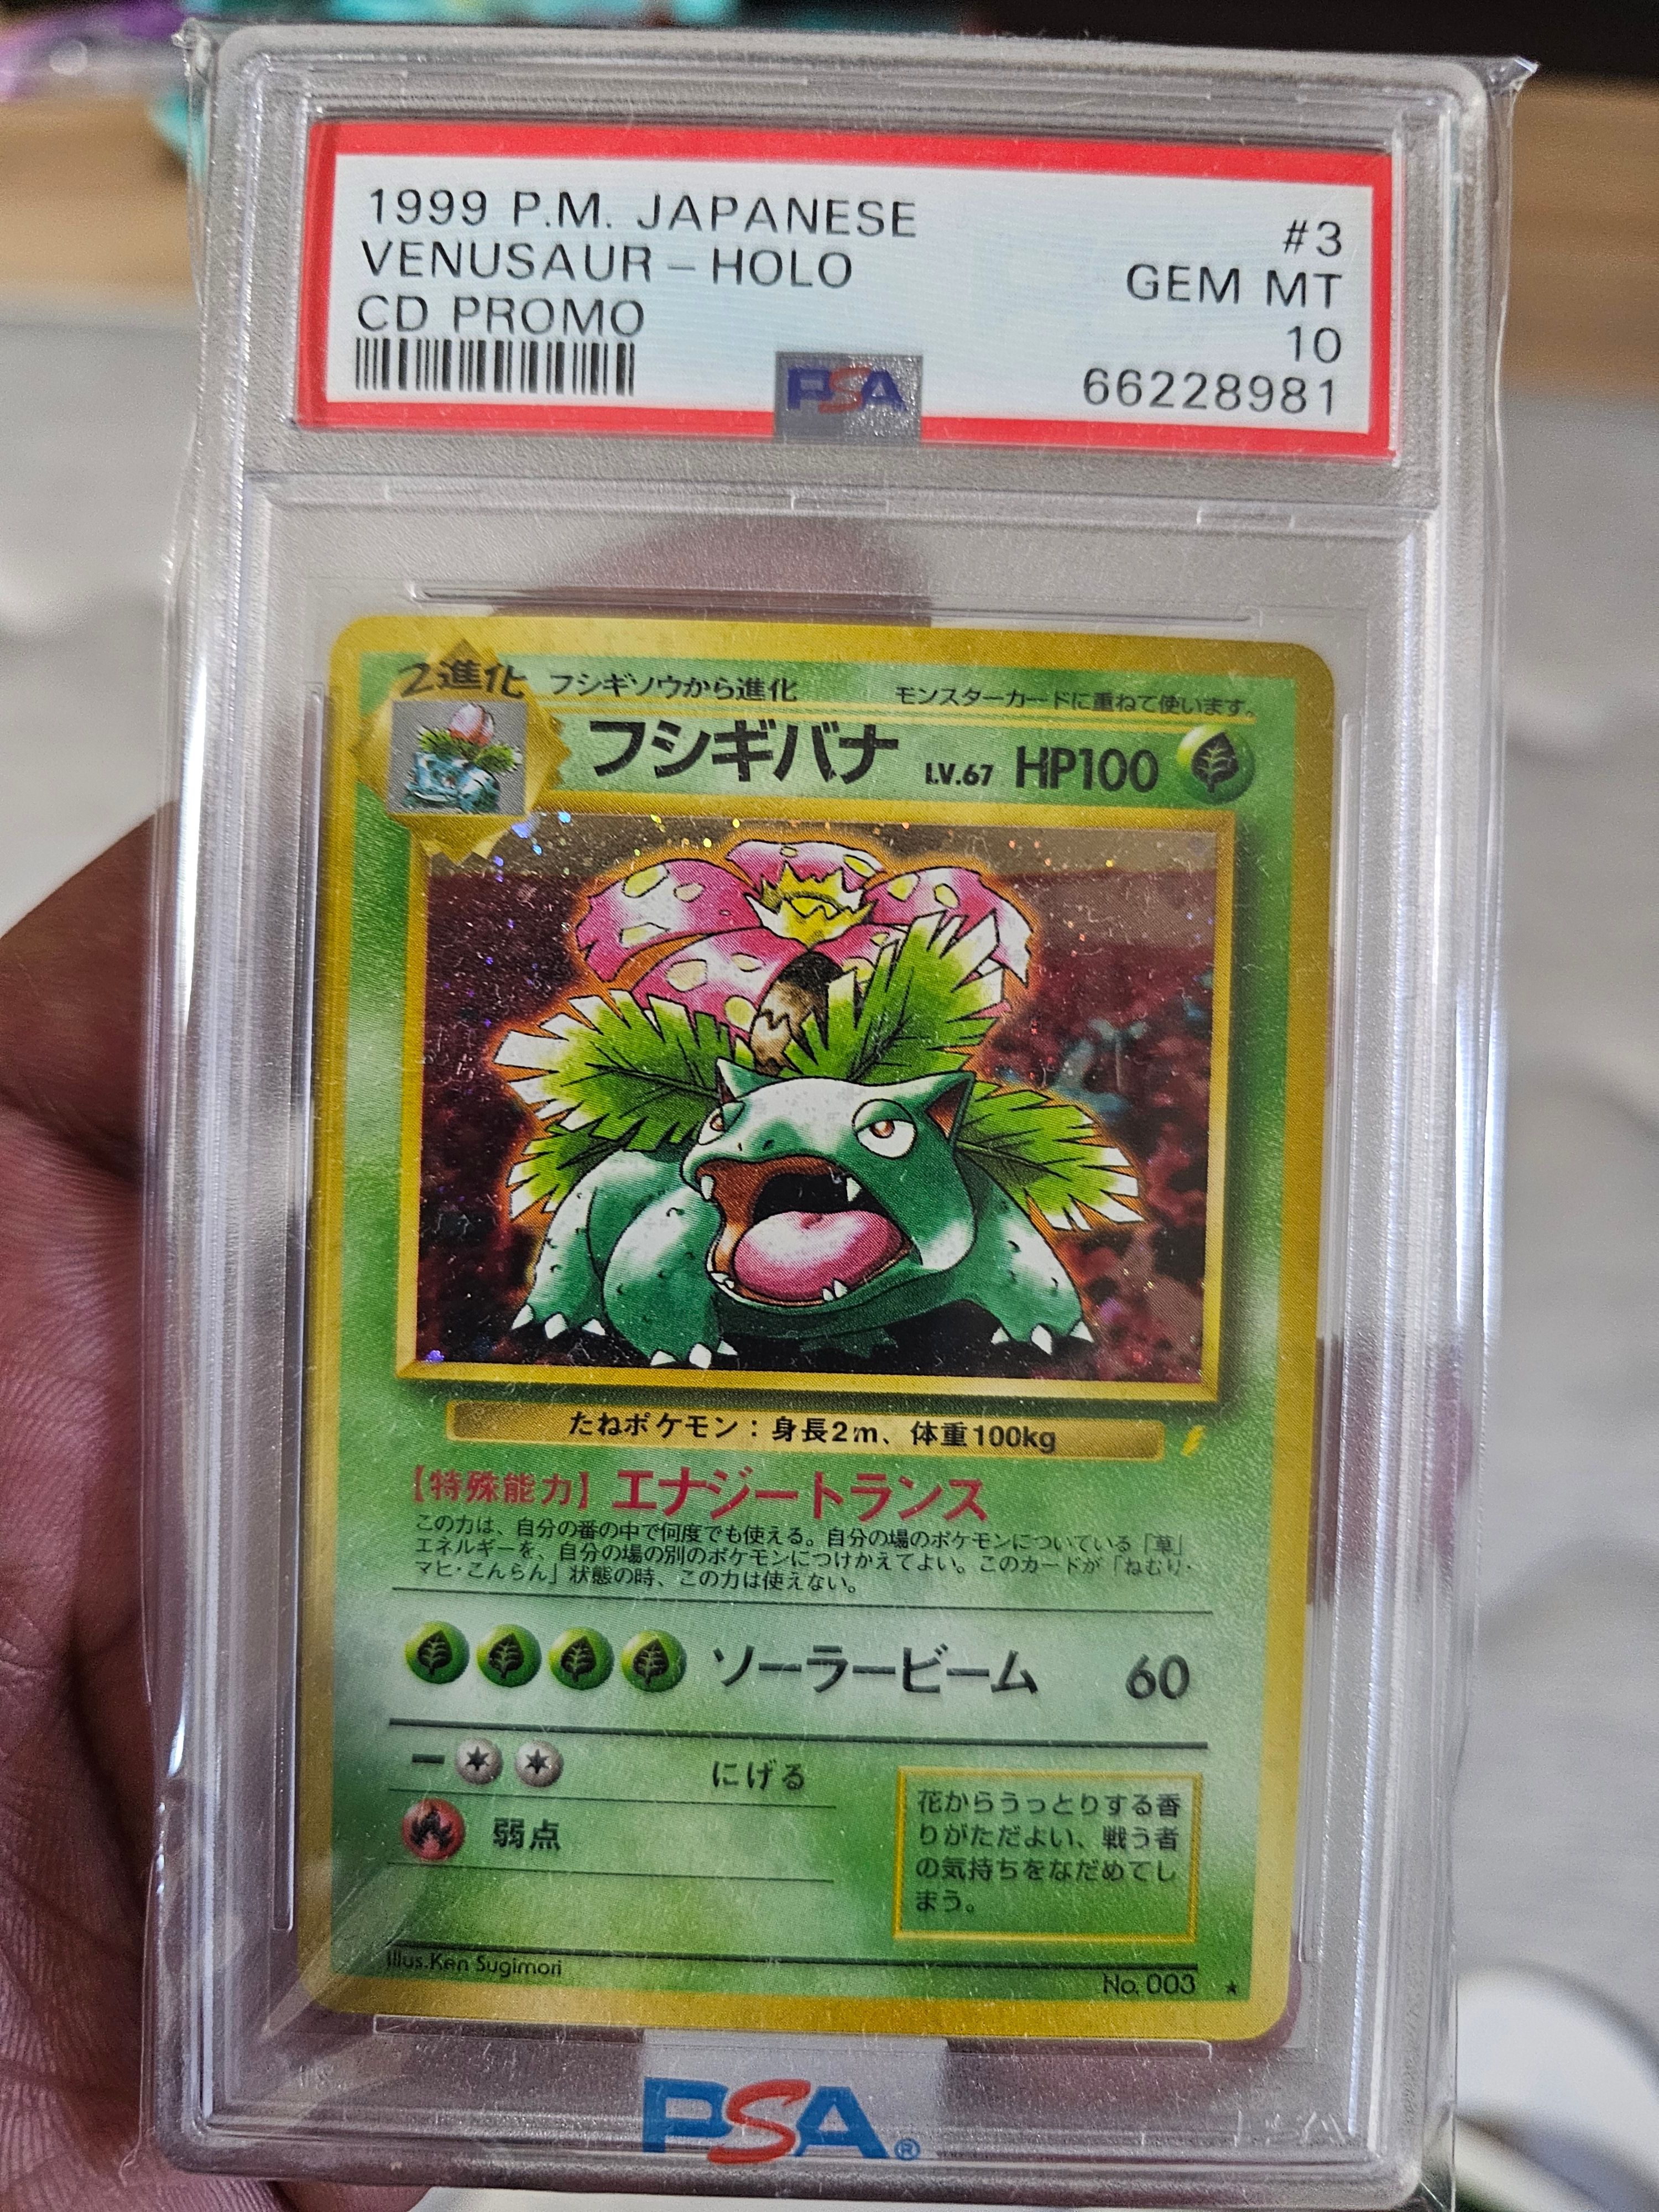 1999 P.M. JAPANESE #3
VENUSAUR – HOLO GEM MT
CD PROMO 10
PSA 66228981
2進化 フシギソウから進化 モンスターカードに重ねて使います。
フシギバナ LV.67 HP100
たねポケモン：身長2m、体重100kg
【特殊能力】エナジートランス
この力は、自分の番の中で何度でも使える。自分の場のポケモンについている「草」
エネルギーを、自分の場の別のポケモンにつけかえてよい。このカードが「ねむり・
マヒ・こんらん」状態の時、この力は使えない。
ソーラービーム 60
ー にげる
弱点
花からうっとりする香
りがただよい、戦う者
の気持ちをなだめてし
まう。
Illus.Ken Sugimori
No. 003 ★
PSA®